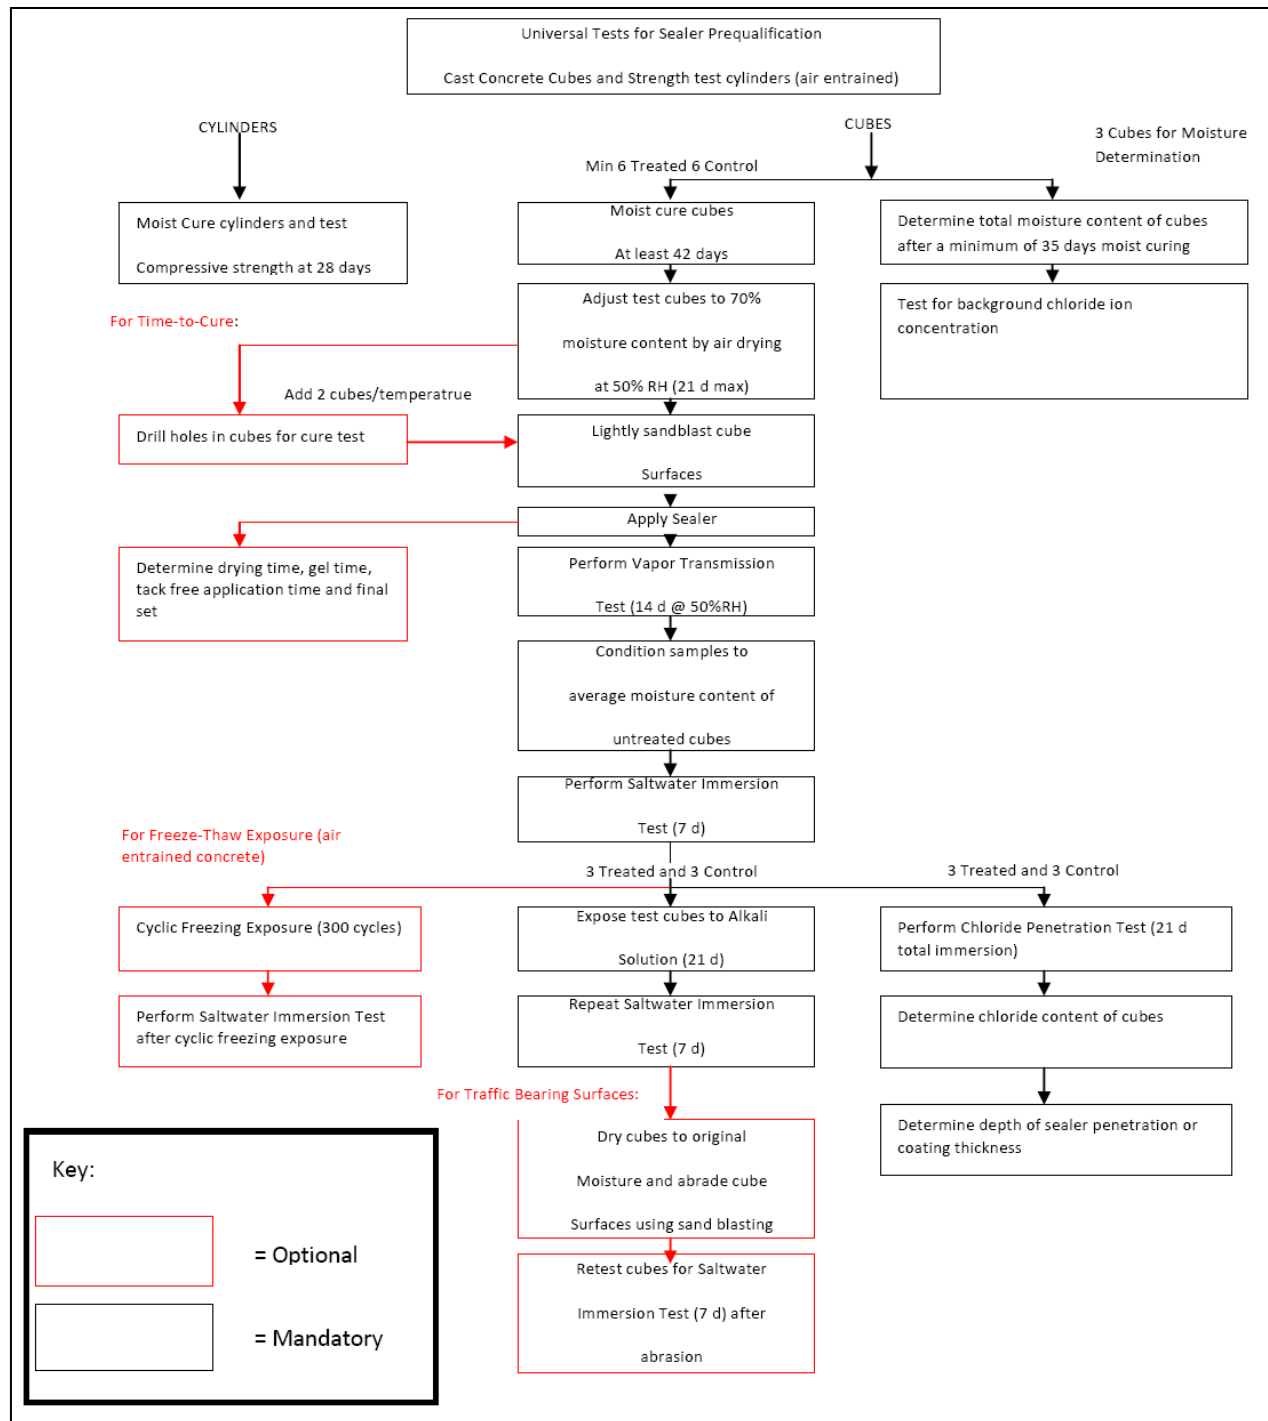 Universal Tests for Sealer Prequalification
Cast Concrete Cubes and Strength test cylinders (air entrained)
CYLINDERS
CUBES
3 Cubes for Moisture
Determination
Min 6 Treated 6 Control
Moist Cure cylinders and test
Compressive strength at 28 days
Moist cure cubes
At least 42 days
Determine total moisture content of cubes
after a minimum of 35 days moist curing
Adjust test cubes to 70%
moisture content by air drying
at 50% RH (21 d max)
Test for background chloride ion
concentration
For Time-to-Cure:
Add 2 cubes/temperatrue
Drill holes in cubes for cure test
Lightly sandblast cube
Surfaces
Apply Sealer
Determine drying time, gel time,
tack free application time and final
set
Perform Vapor Transmission
Test (14 d @ 50%RH)
Condition samples to
average moisture content of
untreated cubes
Perform Saltwater Immersion
Test (7 d)
For Freeze-Thaw Exposure (air
entrained concrete)
3 Treated and 3 Control
3 Treated and 3 Control
Cyclic Freezing Exposure (300 cycles)
Expose test cubes to Alkali
Solution (21 d)
Perform Chloride Penetration Test (21 d
total immersion)
Perform Saltwater Immersion Test
after cyclic freezing exposure
Repeat Saltwater Immersion
Test (7 d)
Determine chloride content of cubes
For Traffic Bearing Surfaces:
Dry cubes to original
Moisture and abrade cube
Surfaces using sand blasting
Determine depth of sealer penetration or
coating thickness
Retest cubes for Saltwater
Immersion Test (7 d) after
abrasion
Key:
= Optional
= Mandatory